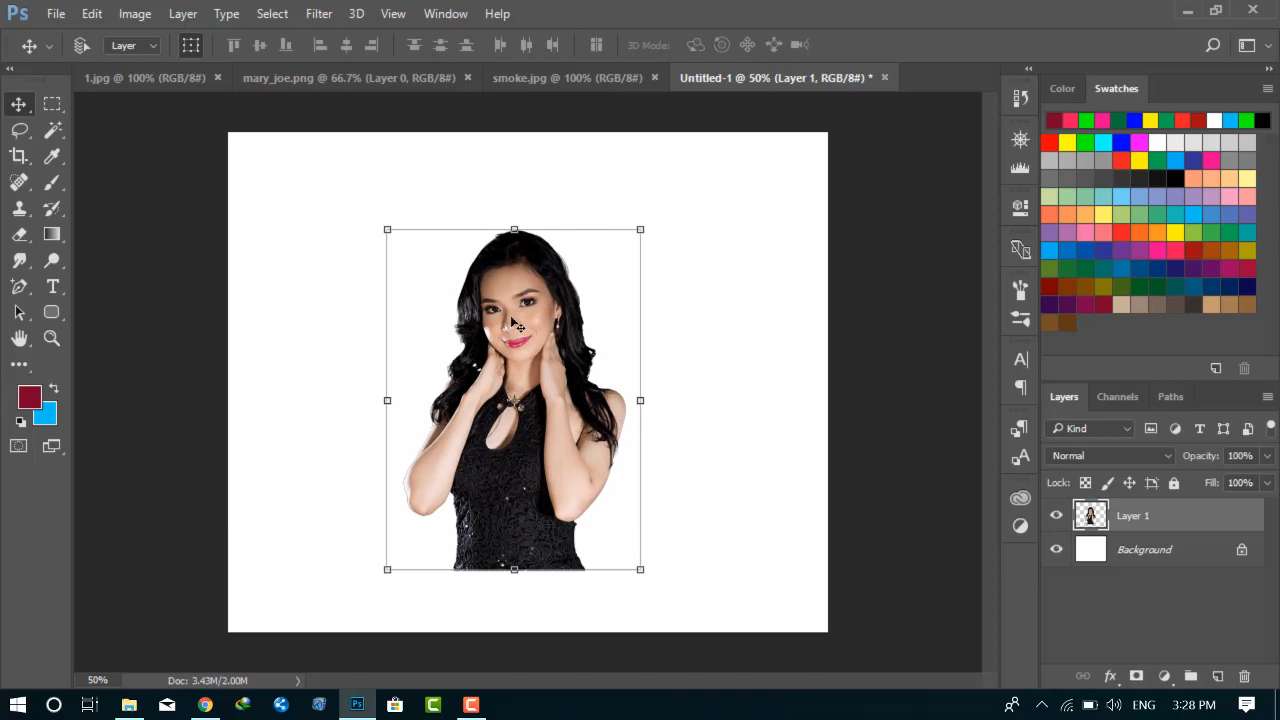 Ps File Edit Image Layer Type Select Filter 3D View Window Help
Layer 3D Mode:
1.jpg @ 100% (RGB/8#) mary_joe.png @ 66.7% (Layer 0, RGB/8#) smoke.jpg @ 100% (RGB/8#) Untitled-1 @ 50% (Layer 1, RGB/8#) *
Color Swatches
Layers Channels Paths
Kind
Normal Opacity: 100%
Lock: Fill: 100%
Layer 1
Background
50% Doc: 3.43M/2.00M
Ps ENG 3:28 PM